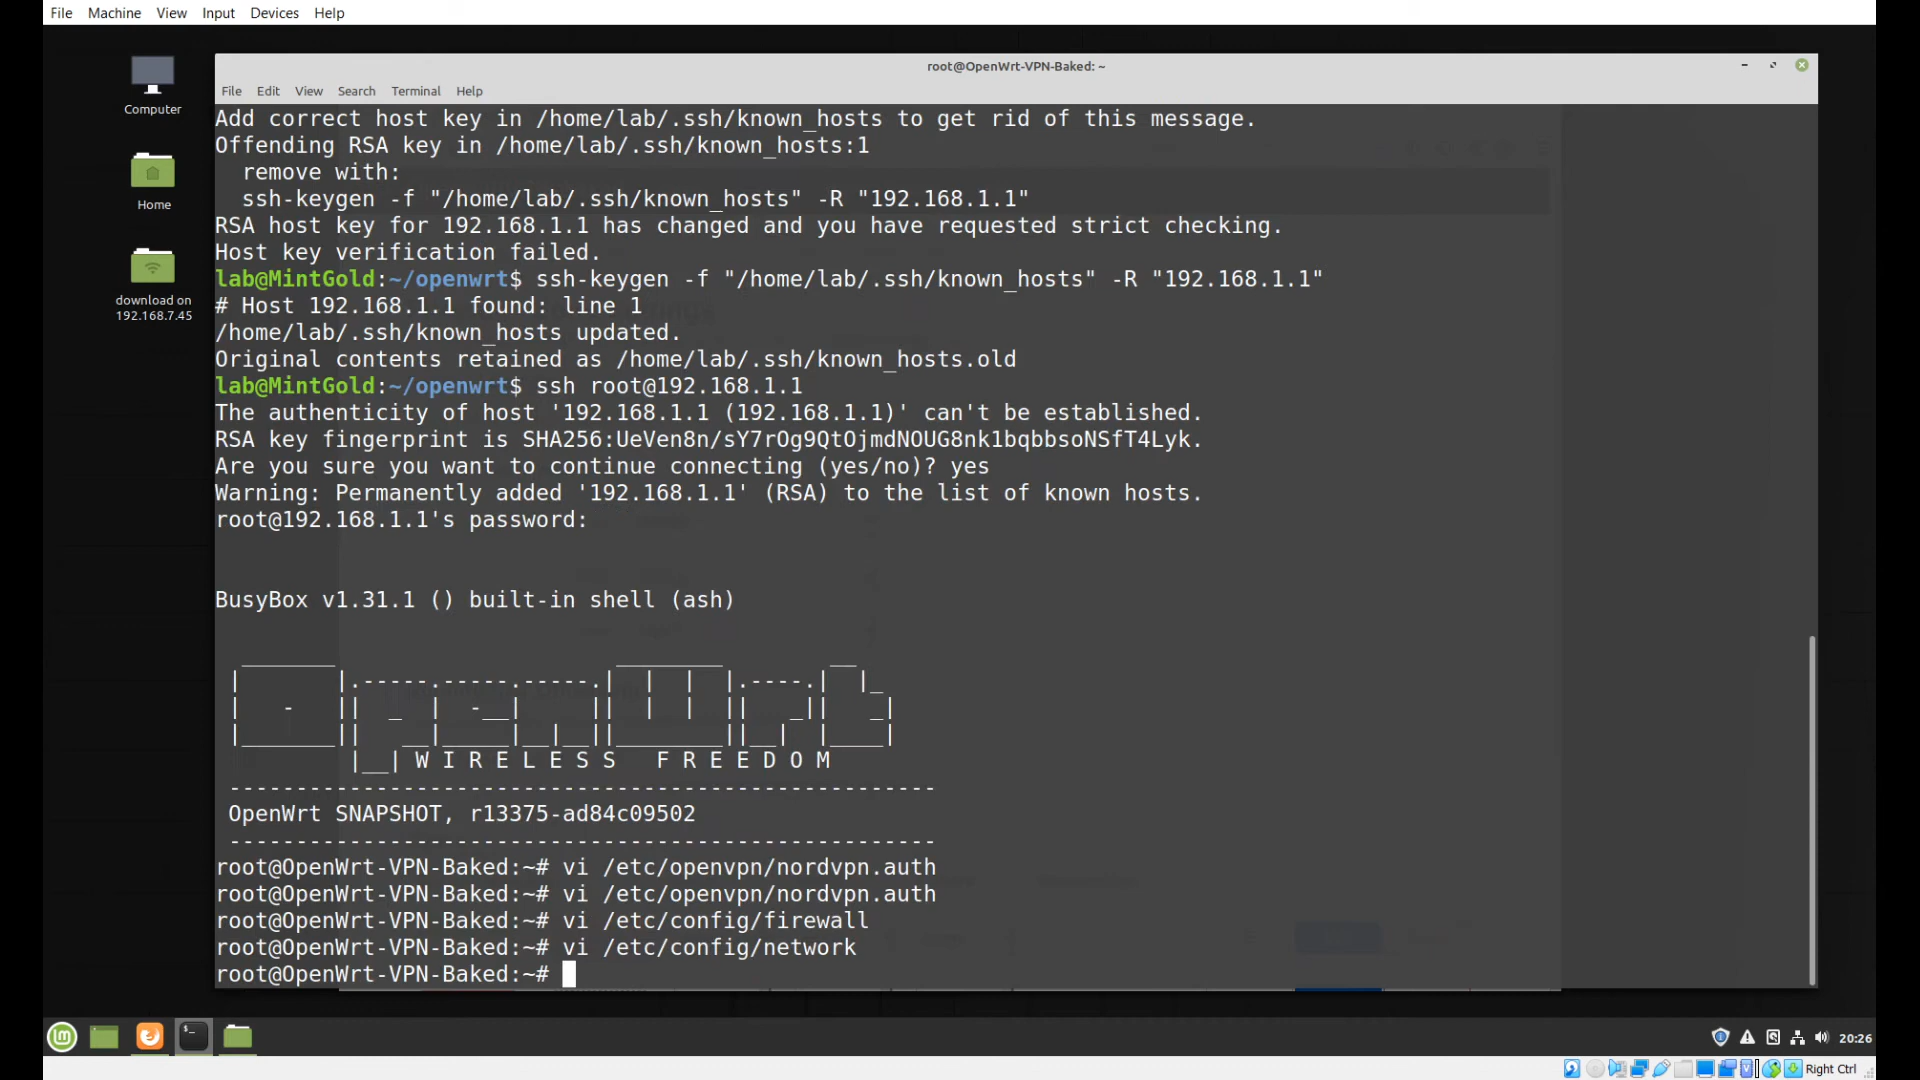 File Machine View Input Devices Help
Computer
Home
download on
192.168.7.45
root@OpenWrt-VPN-Baked: ~
File Edit View Search Terminal Help
Add correct host key in /home/lab/.ssh/known_hosts to get rid of this message.
Offending RSA key in /home/lab/.ssh/known_hosts:1
  remove with:
  ssh-keygen -f "/home/lab/.ssh/known_hosts" -R "192.168.1.1"
RSA host key for 192.168.1.1 has changed and you have requested strict checking.
Host key verification failed.
lab@MintGold:~/openwrt$ ssh-keygen -f "/home/lab/.ssh/known_hosts" -R "192.168.1.1"
# Host 192.168.1.1 found: line 1
/home/lab/.ssh/known_hosts updated.
Original contents retained as /home/lab/.ssh/known_hosts.old
lab@MintGold:~/openwrt$ ssh root@192.168.1.1
The authenticity of host '192.168.1.1 (192.168.1.1)' can't be established.
RSA key fingerprint is SHA256:UeVen8n/sY7rOg9QtOjmdNOUG8nk1bqbbsoNSfT4Lyk.
Are you sure you want to continue connecting (yes/no)? yes
Warning: Permanently added '192.168.1.1' (RSA) to the list of known hosts.
root@192.168.1.1's password:
BusyBox v1.31.1 () built-in shell (ash)
OpenWrt
W I R E L E S S   F R E E D O M
-----------------------------------------------------
OpenWrt SNAPSHOT, r13375-ad84c09502
-----------------------------------------------------
root@OpenWrt-VPN-Baked:~# vi /etc/openvpn/nordvpn.auth
root@OpenWrt-VPN-Baked:~# vi /etc/openvpn/nordvpn.auth
root@OpenWrt-VPN-Baked:~# vi /etc/config/firewall
root@OpenWrt-VPN-Baked:~# vi /etc/config/network
root@OpenWrt-VPN-Baked:~#
20:26
Right Ctrl